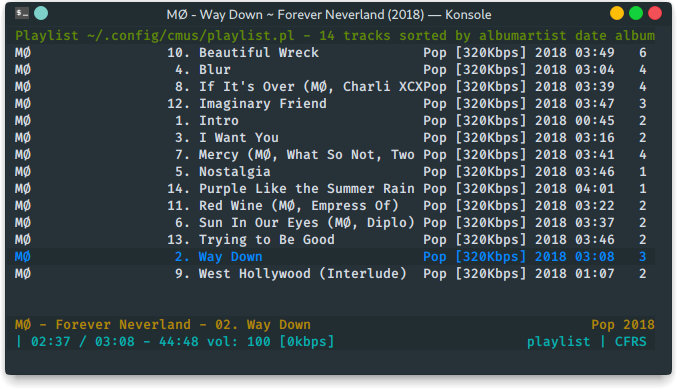 MØ - Way Down ~ Forever Neverland (2018) — Konsole
Playlist ~/.config/cmus/playlist.pl - 14 tracks sorted by albumartist date album
MØ 10. Beautiful Wreck Pop [320Kbps] 2018 03:49 6
MØ 4. Blur Pop [320Kbps] 2018 03:04 4
MØ 8. If It's Over (MØ, Charli XCXPop [320Kbps] 2018 03:39 4
MØ 12. Imaginary Friend Pop [320Kbps] 2018 03:47 3
MØ 1. Intro Pop [320Kbps] 2018 00:45 2
MØ 3. I Want You Pop [320Kbps] 2018 03:16 2
MØ 7. Mercy (MØ, What So Not, Two Pop [320Kbps] 2018 03:41 4
MØ 5. Nostalgia Pop [320Kbps] 2018 03:46 1
MØ 14. Purple Like the Summer Rain Pop [320Kbps] 2018 04:01 1
MØ 11. Red Wine (MØ, Empress Of) Pop [320Kbps] 2018 03:22 2
MØ 6. Sun In Our Eyes (MØ, Diplo) Pop [320Kbps] 2018 03:37 2
MØ 13. Trying to Be Good Pop [320Kbps] 2018 03:46 2
MØ 2. Way Down Pop [320Kbps] 2018 03:08 3
MØ 9. West Hollywood (Interlude) Pop [320Kbps] 2018 01:07 2
MØ - Forever Neverland - 02. Way Down Pop 2018
| 02:37 / 03:08 - 44:48 vol: 100 [0kbps] playlist | CFRS